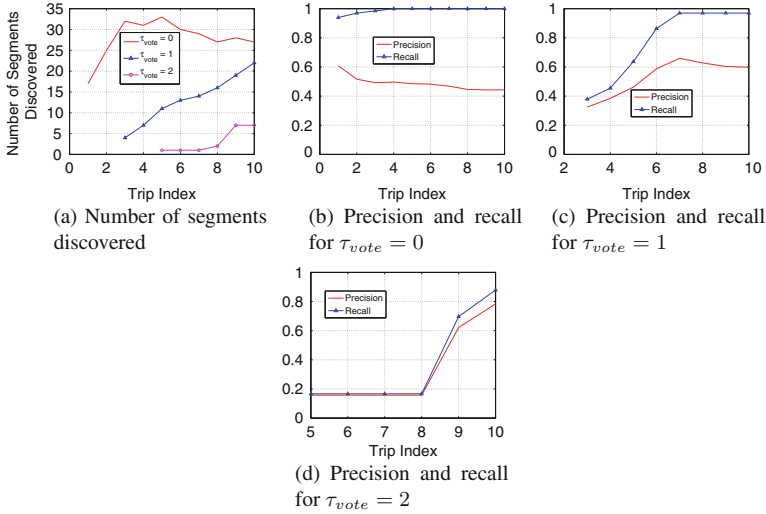 35
30
25
20
15
10
5
0
Number of Segments
Discovered
τvote = 0
τvote = 1
τvote = 2
0 2 4 6 8 10
Trip Index
(a) Number of segments
discovered
1
0.8
0.6
0.4
0.2
0
Precision
Recall
0 2 4 6 8 10
Trip Index
(b) Precision and recall
for τvote = 0
1
0.8
0.6
0.4
0.2
0
Precision
Recall
2 4 6 8 10
Trip Index
(c) Precision and recall
for τvote = 1
1
0.8
0.6
0.4
0.2
0
Precision
Recall
5 6 7 8 9 10
Trip Index
(d) Precision and recall
for τvote = 2